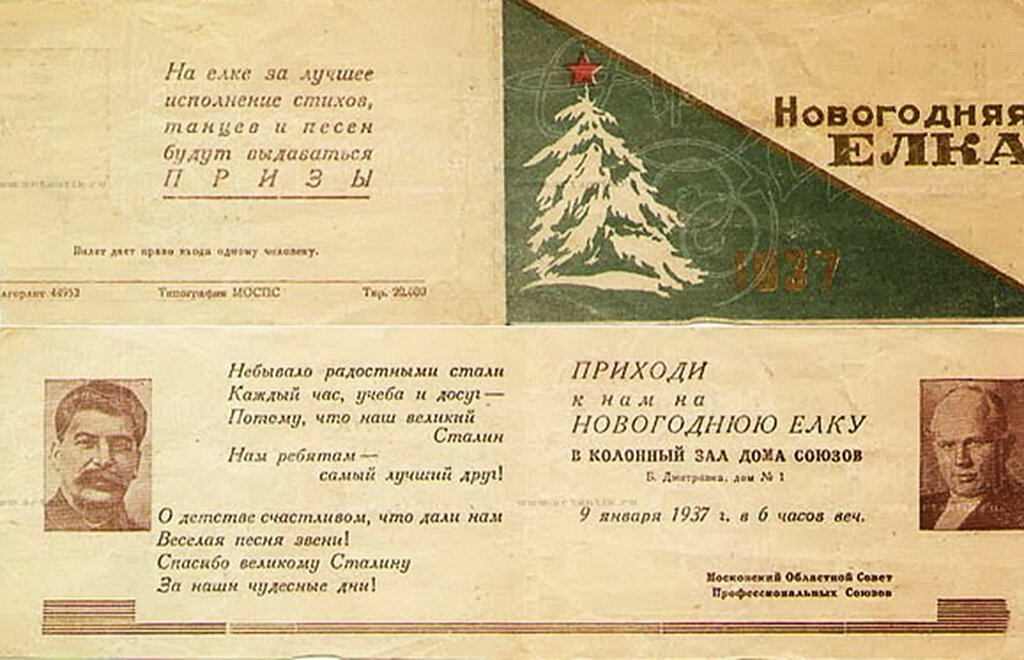 На елке за лучшее
исполнение стихов,
танцев и песен
будут выдаваться
ПРИЗЫ
Билет дает право входа одному человеку.
44952 Типография МОСПС Тир. 20.000
Новогодняя
ЕЛКА
1937
Небывало радостными стали
Каждый час, учеба и досуг —
Потому, что наш великий
Сталин
Нам ребятам —
самый лучший друг!
О детстве счастливом, что дали нам
Веселая песня звени!
Спасибо великому Сталину
За наши чудесные дни!
ПРИХОДИ
к нам на
НОВОГОДНЮЮ ЕЛКУ
В КОЛОННЫЙ ЗАЛ ДОМА СОЮЗОВ
Б. Дмитровка, дом № 1
9 января 1937 г. в 6 часов веч.
Московский Областной Совет
Профессиональных Союзов